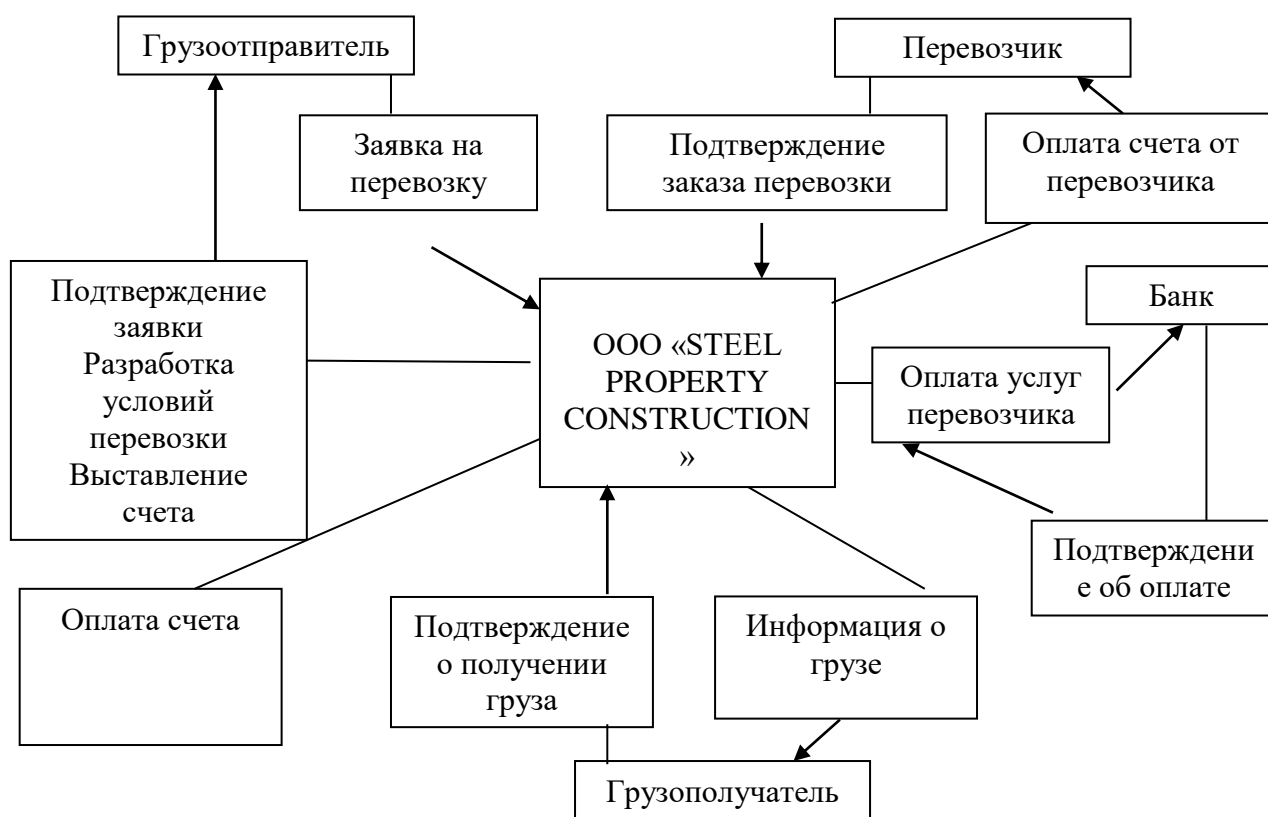 Грузоотправитель
Перевозчик
Заявка на
перевозку
Подтверждение
заказа перевозки
Оплата счета от
перевозчика
Подтверждение
заявки
Разработка
условий
перевозки
Выставление
счета
ООО «STEEL
PROPERTY
CONSTRUCTION
»
Банк
Оплата услуг
перевозчика
Подтверждени
е об оплате
Оплата счета
Подтверждение
о получении
груза
Информация о
грузе
Грузополучатель